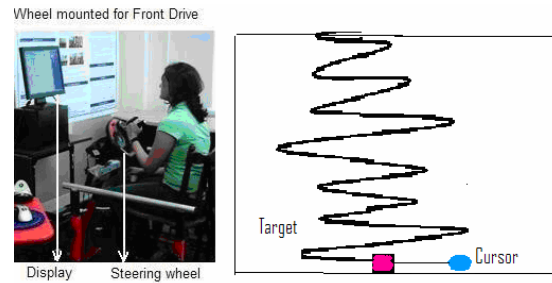 Wheel mounted for Front Drive
Target
Cursor
Display
Steering wheel